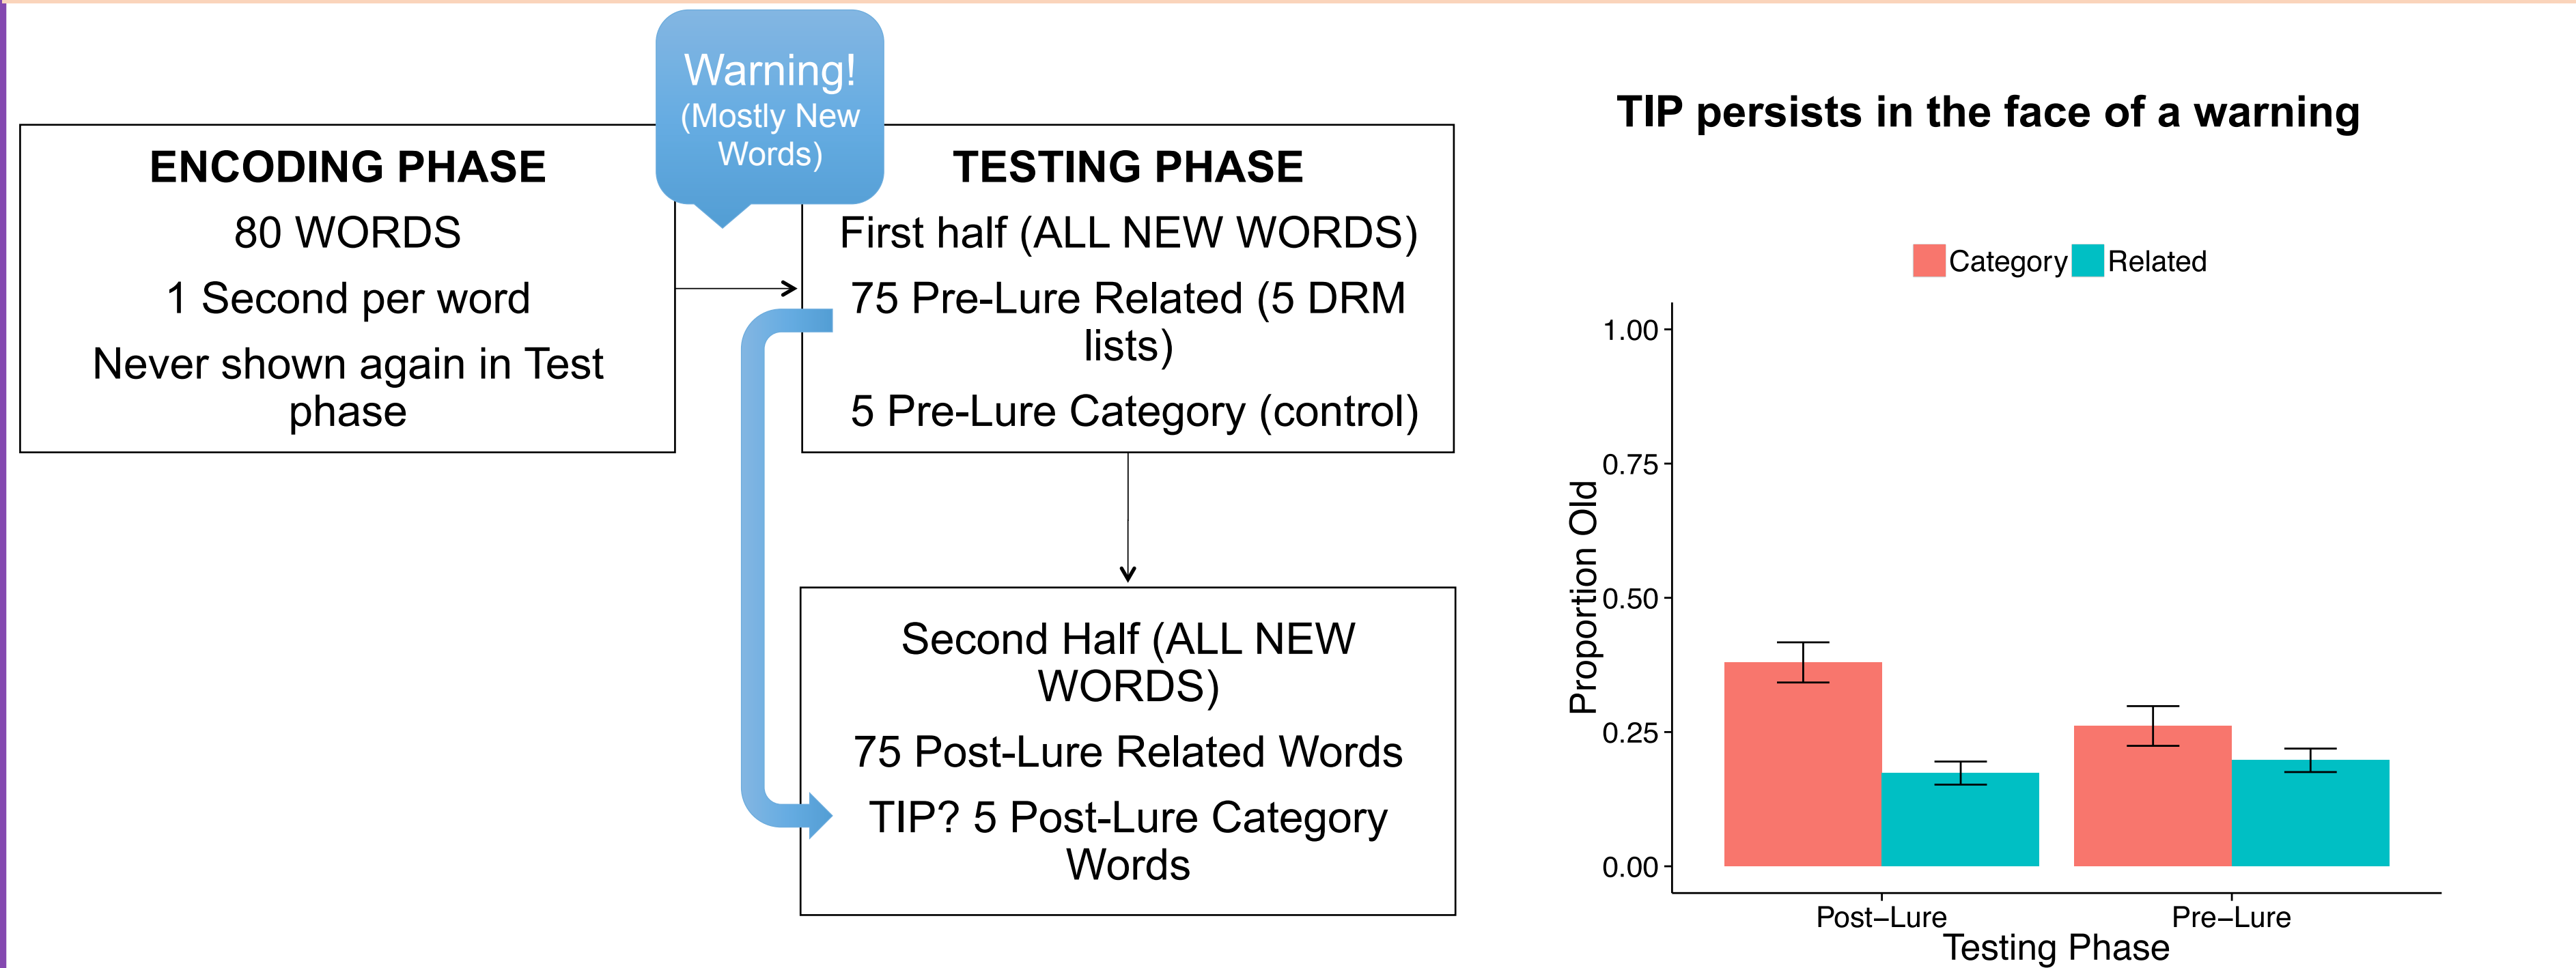 Warning!
(Mostly New
Words)
ENCODING PHASE
80 WORDS
1 Second per word
Never shown again in Test
phase
TESTING PHASE
First half (ALL NEW WORDS)
75 Pre-Lure Related (5 DRM
lists)
5 Pre-Lure Category (control)
Second Half (ALL NEW
WORDS)
75 Post-Lure Related Words
TIP? 5 Post-Lure Category
Words
TIP persists in the face of a warning
Category Related
Proportion Old
1.00
0.75
0.50
0.25
0.00
Post–Lure Pre–Lure
Testing Phase